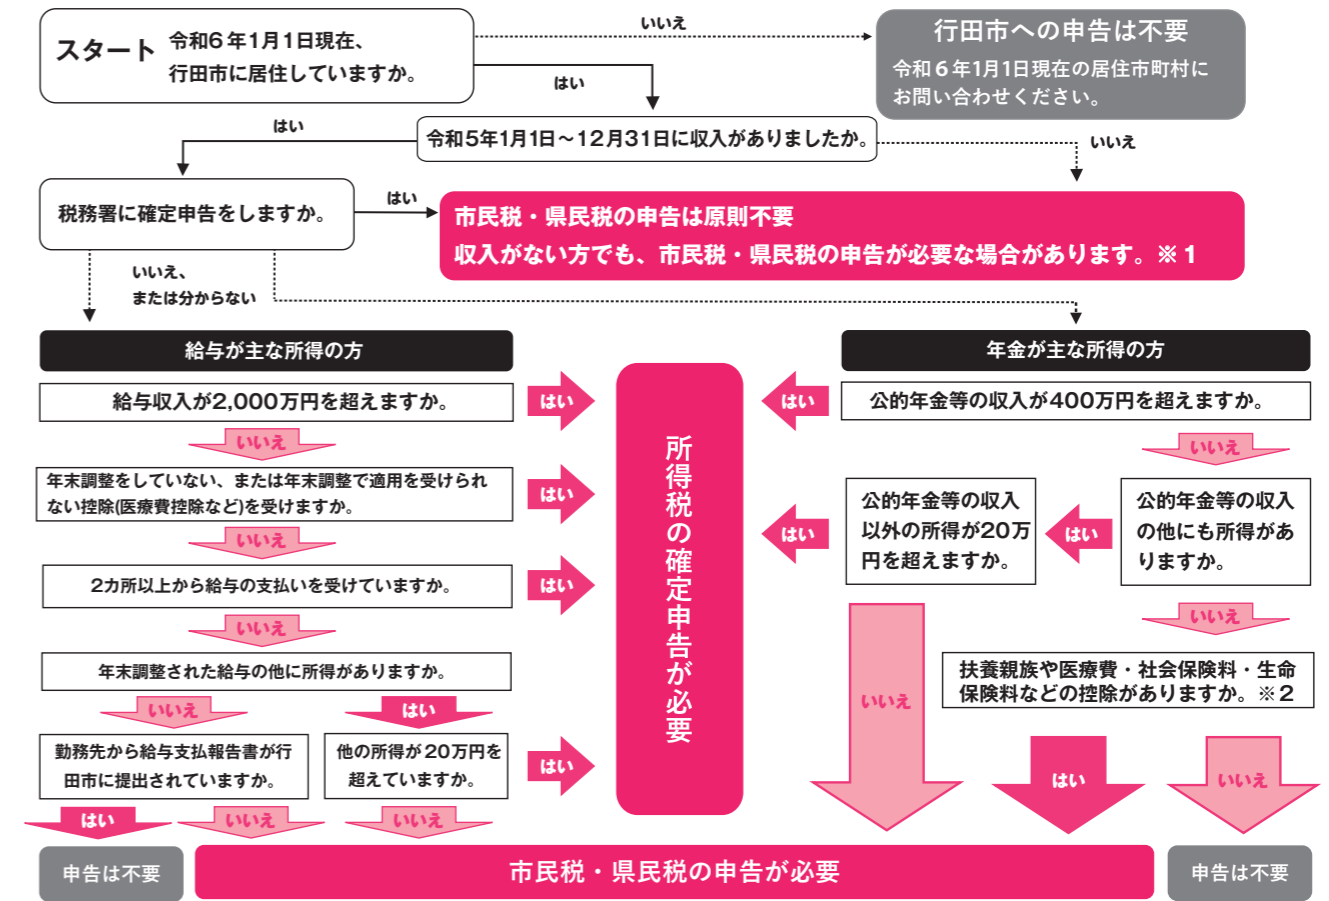 スタート
令和6年1月1日現在、
行田市に居住していますか。
いいえ
行田市への申告は不要
令和6年1月1日現在の居住市町村に
お問い合わせください。
はい
令和5年1月1日～12月31日に収入がありましたか。
はい
いいえ
税務署に確定申告をしますか。
はい
市民税・県民税の申告は原則不要
収入がない方でも、市民税・県民税の申告が必要な場合があります。※1
いいえ、
または分からない
給与が主な所得の方
給与収入が2,000万円を超えますか。
はい
いいえ
年末調整をしていない、または年末調整で適用を受けられ
ない控除(医療費控除など)を受けますか。
はい
いいえ
2カ所以上から給与の支払いを受けていますか。
はい
いいえ
年末調整された給与の他に所得がありますか。
いいえ
はい
勤務先から給与支払報告書が行
田市に提出されていますか。
他の所得が20万円を
超えていますか。
はい
はい
いいえ
いいえ
所得税の確定申告が必要
年金が主な所得の方
公的年金等の収入が400万円を超えますか。
はい
いいえ
公的年金等の収入
の他にも所得があ
りますか。
はい
公的年金等の収入
以外の所得が20万
円を超えますか。
はい
いいえ
いいえ
扶養親族や医療費・社会保険料・生命
保険料などの控除がありますか。※2
はい
いいえ
申告は不要
市民税・県民税の申告が必要
申告は不要